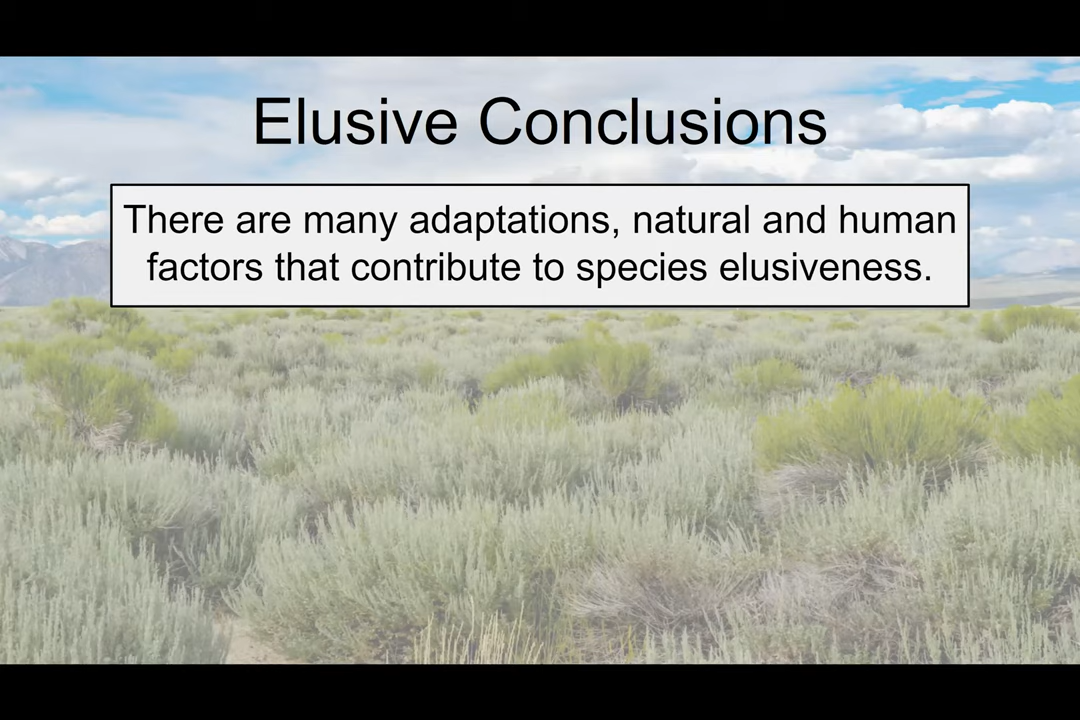 Elusive Conclusions
There are many adaptations, natural and human
factors that contribute to species elusiveness.